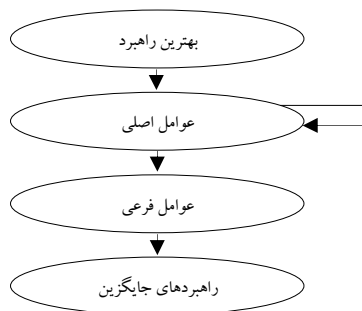 بهترین راهبرد
عوامل اصلی
عوامل فرعی
راهبردهای جایگزین